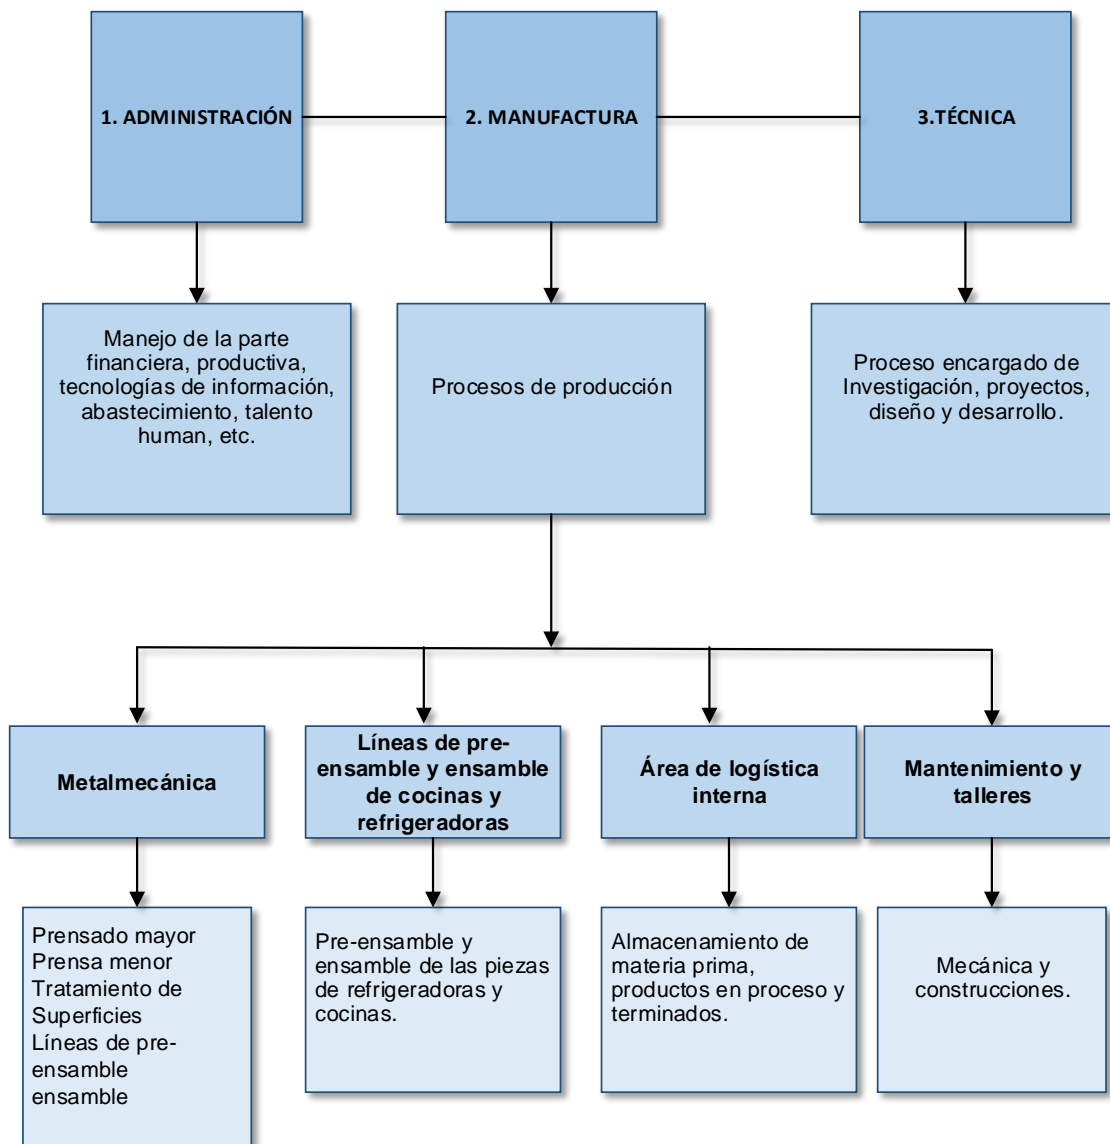 1. ADMINISTRACIÓN
2. MANUFACTURA
3.TÉCNICA
Manejo de la parte
financiera, productiva,
tecnologías de información,
abastecimiento, talento
human, etc.
Procesos de producción
Proceso encargado de
Investigación, proyectos,
diseño y desarrollo.
Metalmecánica
Líneas de pre-
ensamble y ensamble
de cocinas y
refrigeradoras
Área de logística
interna
Mantenimiento y
talleres
Prensado mayor
Prensa menor
Tratamiento de
Superficies
Líneas de pre-
ensamble
ensamble
Pre-ensamble y
ensamble de las piezas
de refrigeradoras y
cocinas.
Almacenamiento de
materia prima,
productos en proceso y
terminados.
Mecánica y
construcciones.